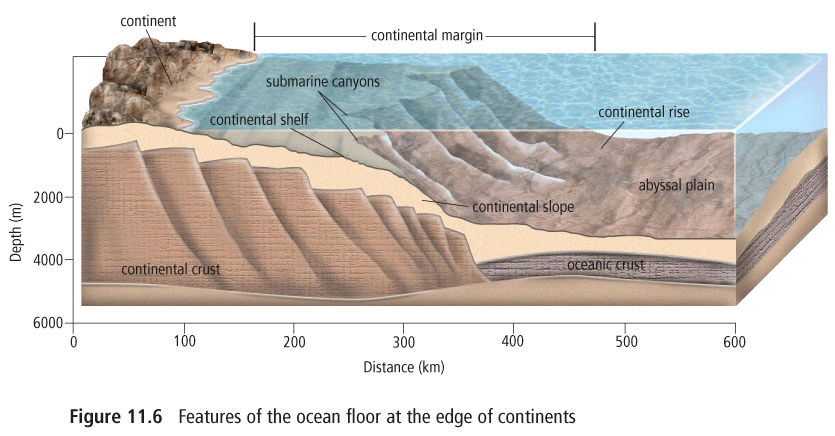 continent
continental margin
submarine canyons
continental shelf
continental rise
abyssal plain
continental slope
continental crust
oceanic crust
Depth (m)
0
2000
4000
6000
0
100
200
300
400
500
600
Distance (km)
Figure 11.6 Features of the ocean floor at the edge of continents